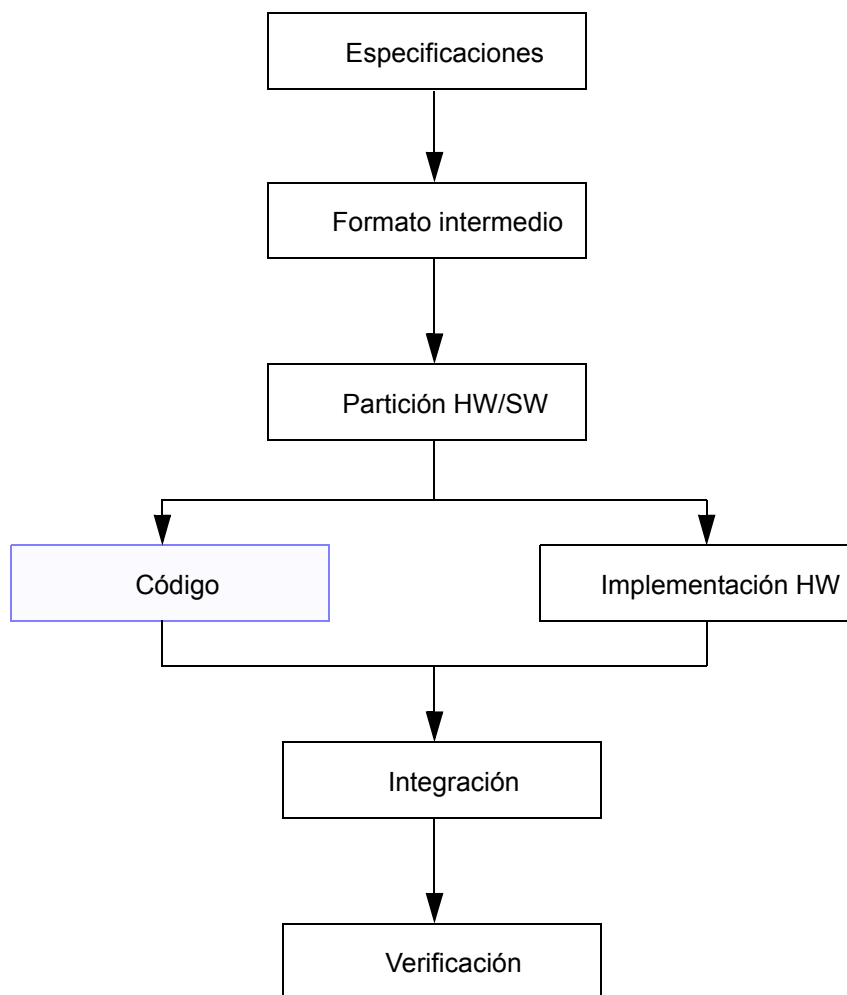 Especificaciones
Formato intermedio
Partición HW/SW
Código
Implementación HW
Integración
Verificación